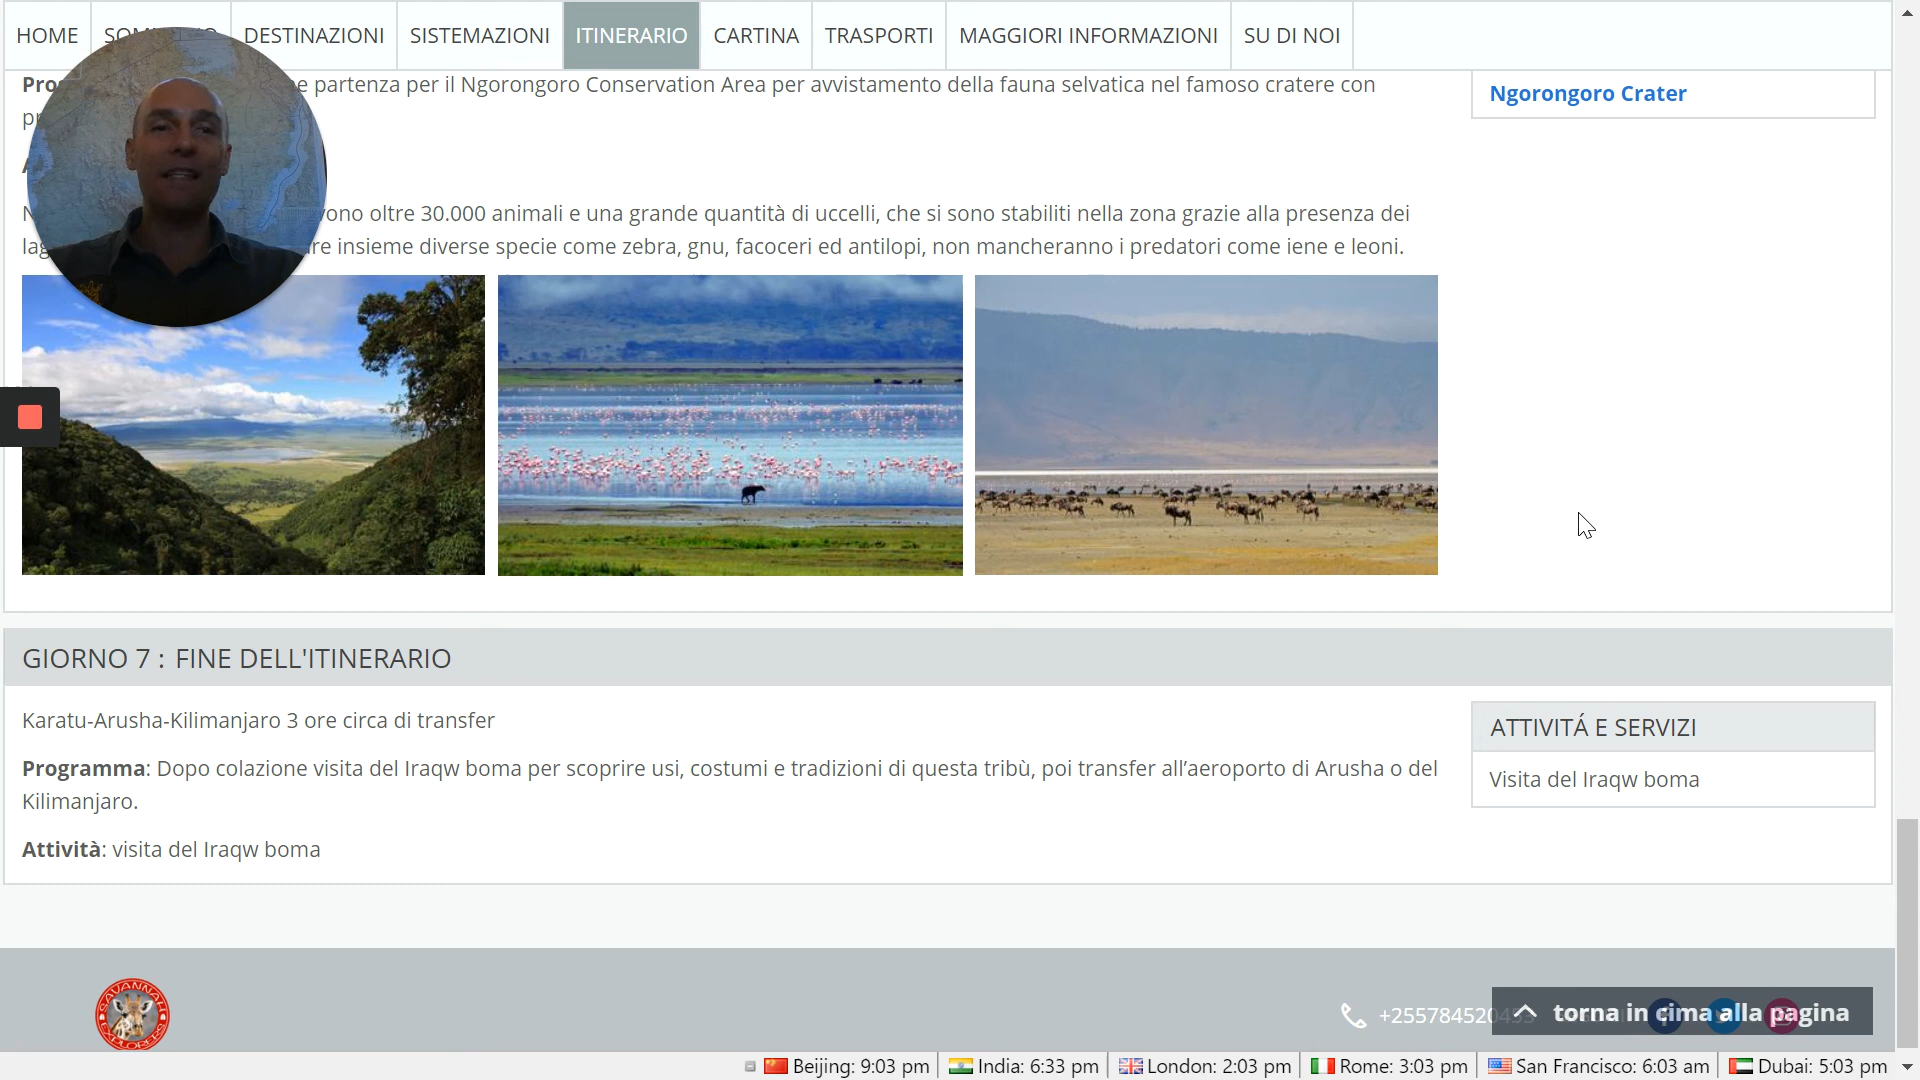 HOME
DESTINAZIONI
SISTEMAZIONI
ITINERARIO
CARTINA
TRASPORTI
MAGGIORI INFORMAZIONI
SU DI NOI
e partenza per il Ngorongoro Conservation Area per avvistamento della fauna selvatica nel famoso cratere con
Ngorongoro Crater
oltre 30.000 animali e una grande quantità di uccelli, che si sono stabiliti nella zona grazie alla presenza dei
insieme diverse specie come zebra, gnu, facoceri ed antilopi, non mancheranno i predatori come iene e leoni.
GIORNO 7 : FINE DELL'ITINERARIO
Karatu-Arusha-Kilimanjaro 3 ore circa di transfer
Programma: Dopo colazione visita del Iraqw boma per scoprire usi, costumi e tradizioni di questa tribù, poi transfer all’aeroporto di Arusha o del
Kilimanjaro.
Attività: visita del Iraqw boma
ATTIVITÁ E SERVIZI
Visita del Iraqw boma
SAVANNAH
EXPLORERS
torna in cima alla pagina
Beijing: 9:03 pm
India: 6:33 pm
London: 2:03 pm
Rome: 3:03 pm
San Francisco: 6:03 am
Dubai: 5:03 pm